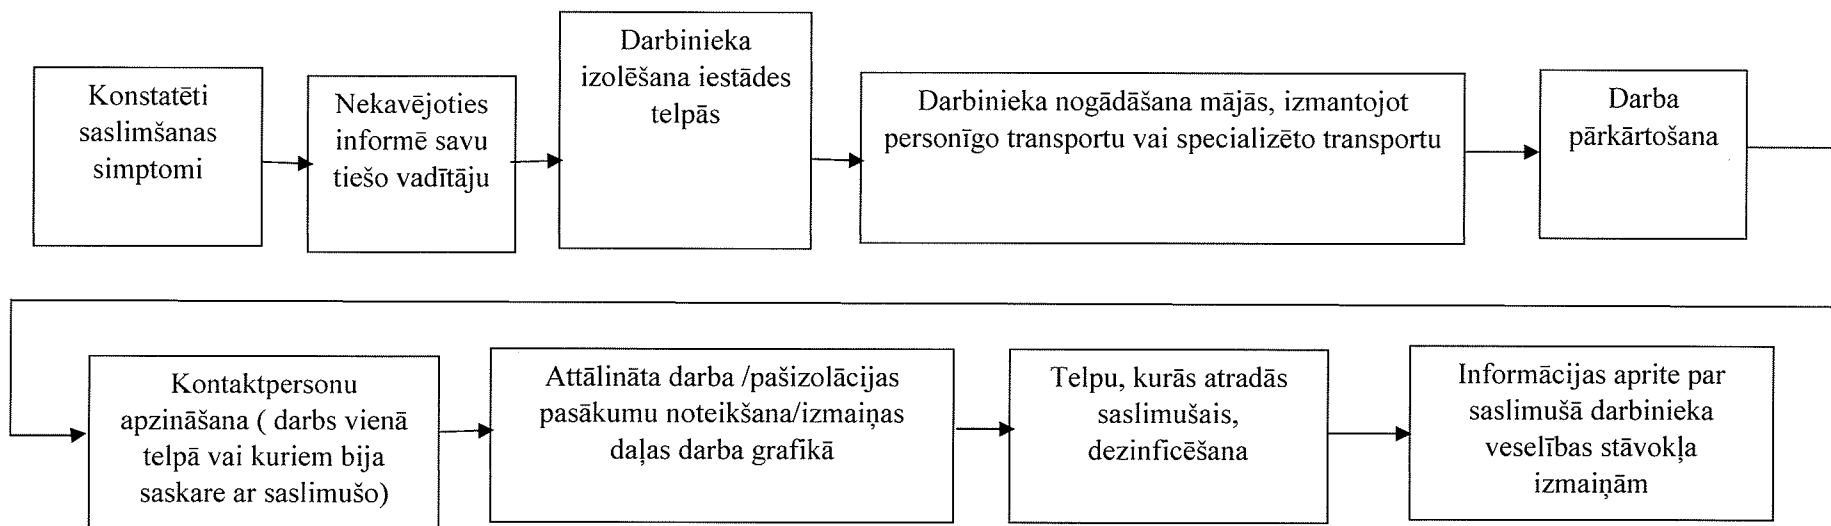 Konstatēti
saslimšanas
simptomi
Nekavējoties
informē savu
tiešo vadītāju
Darbinieka
izolēšana iestādes
telpās
Darbinieka nogādāšana mājās, izmantojot
personīgo transportu vai specializēto transportu
Darba
pārkārtošana
Kontaktpersonu
apzināšana ( darbs vienā
telpā vai kuriem bija
saskare ar saslimušo)
Attālināta darba /pašizolācijas
pasākumu noteikšana/izmaiņas
daļas darba grafikā
Telpu, kurās atradās
saslimušais,
dezinficēšana
Informācijas aprite par
saslimušā darbinieka
veselības stāvokļa
izmaiņām